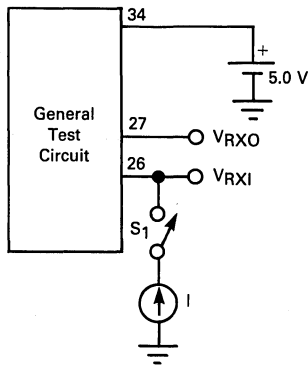 34
+
5.0 V
General
Test
Circuit
27
VRXO
26
VRXI
S1
I